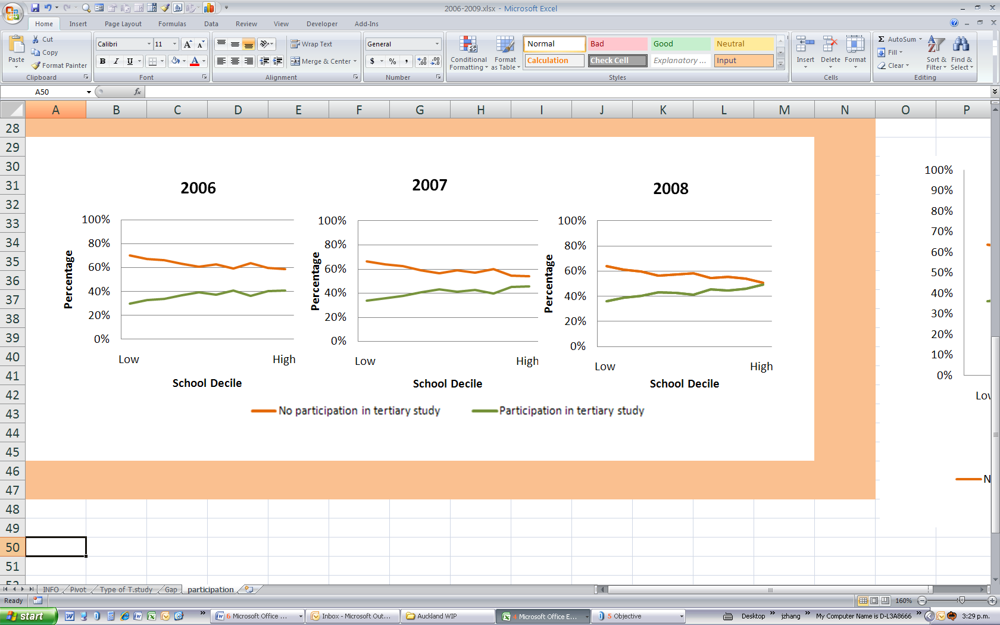 2006-2009.xlsx - Microsoft Excel
Home Insert Page Layout Formulas Data Review View Developer Add-Ins
Paste
Cut
Copy
Format Painter
Clipboard
Calibri 11
B I U A
Font
Wrap Text
Merge & Center
Alignment
General
$ % ,
Number
Conditional Formatting
Format as Table
Normal Bad Good Neutral
Calculation Check Cell Explanatory ... Input
Styles
Insert Delete Format
Cells
Σ AutoSum
Fill
Clear
Sort & Filter
Find & Select
Editing
A50 fx
A B C D E F G H I J K L M N O P
28
29
30
31
32
33
34
35
36
37
38
39
40
41
42
43
44
45
46
47
48
49
50
51
52
2006
100%
80%
60%
40%
20%
0%
Percentage
Low High
School Decile
2007
100%
80%
60%
40%
20%
0%
Percentage
Low High
School Decile
2008
100%
80%
60%
40%
20%
0%
Percentage
Low High
School Decile
No participation in tertiary study Participation in tertiary study
100%
90%
80%
70%
60%
50%
40%
30%
20%
10%
0%
Low
N
INFO Pivot Type of T.study Gap participation
Ready 160%
start 6 Microsoft Office ... Inbox - Microsoft Out... Auckland WIP 4 Microsoft Office E... 5 Objective Desktop » jzhang » My Computer Name is D-L3A8666 » 3:29 p.m.